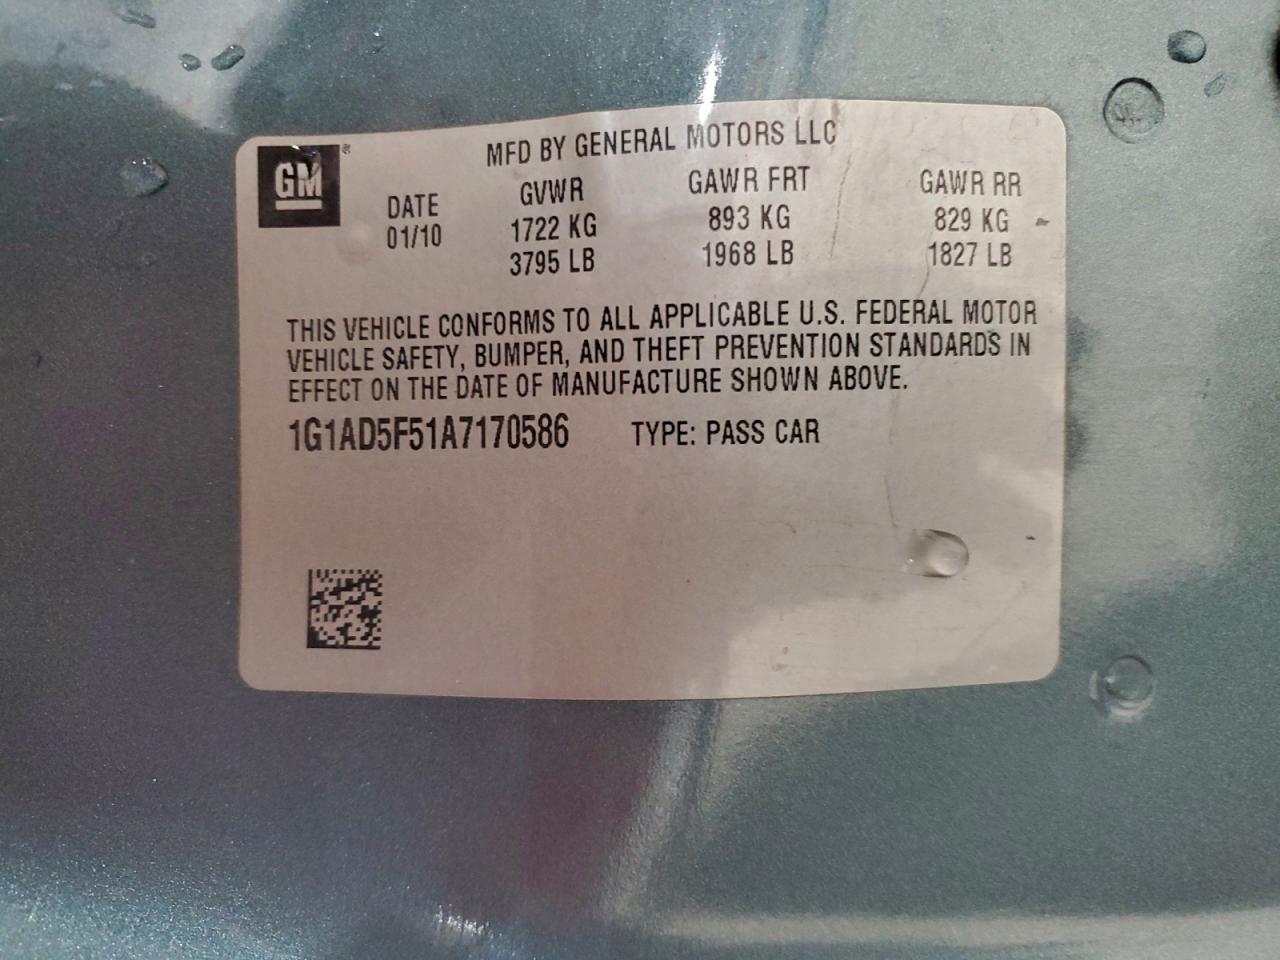 MFD BY GENERAL MOTORS LLC
GM®
DATE GVWR GAWR FRT GAWR RR
01/10 1722 KG 893 KG 829 KG
3795 LB 1968 LB 1827 LB
THIS VEHICLE CONFORMS TO ALL APPLICABLE U.S. FEDERAL MOTOR
VEHICLE SAFETY, BUMPER, AND THEFT PREVENTION STANDARDS IN
EFFECT ON THE DATE OF MANUFACTURE SHOWN ABOVE.
1G1AD5F51A7170586 TYPE: PASS CAR